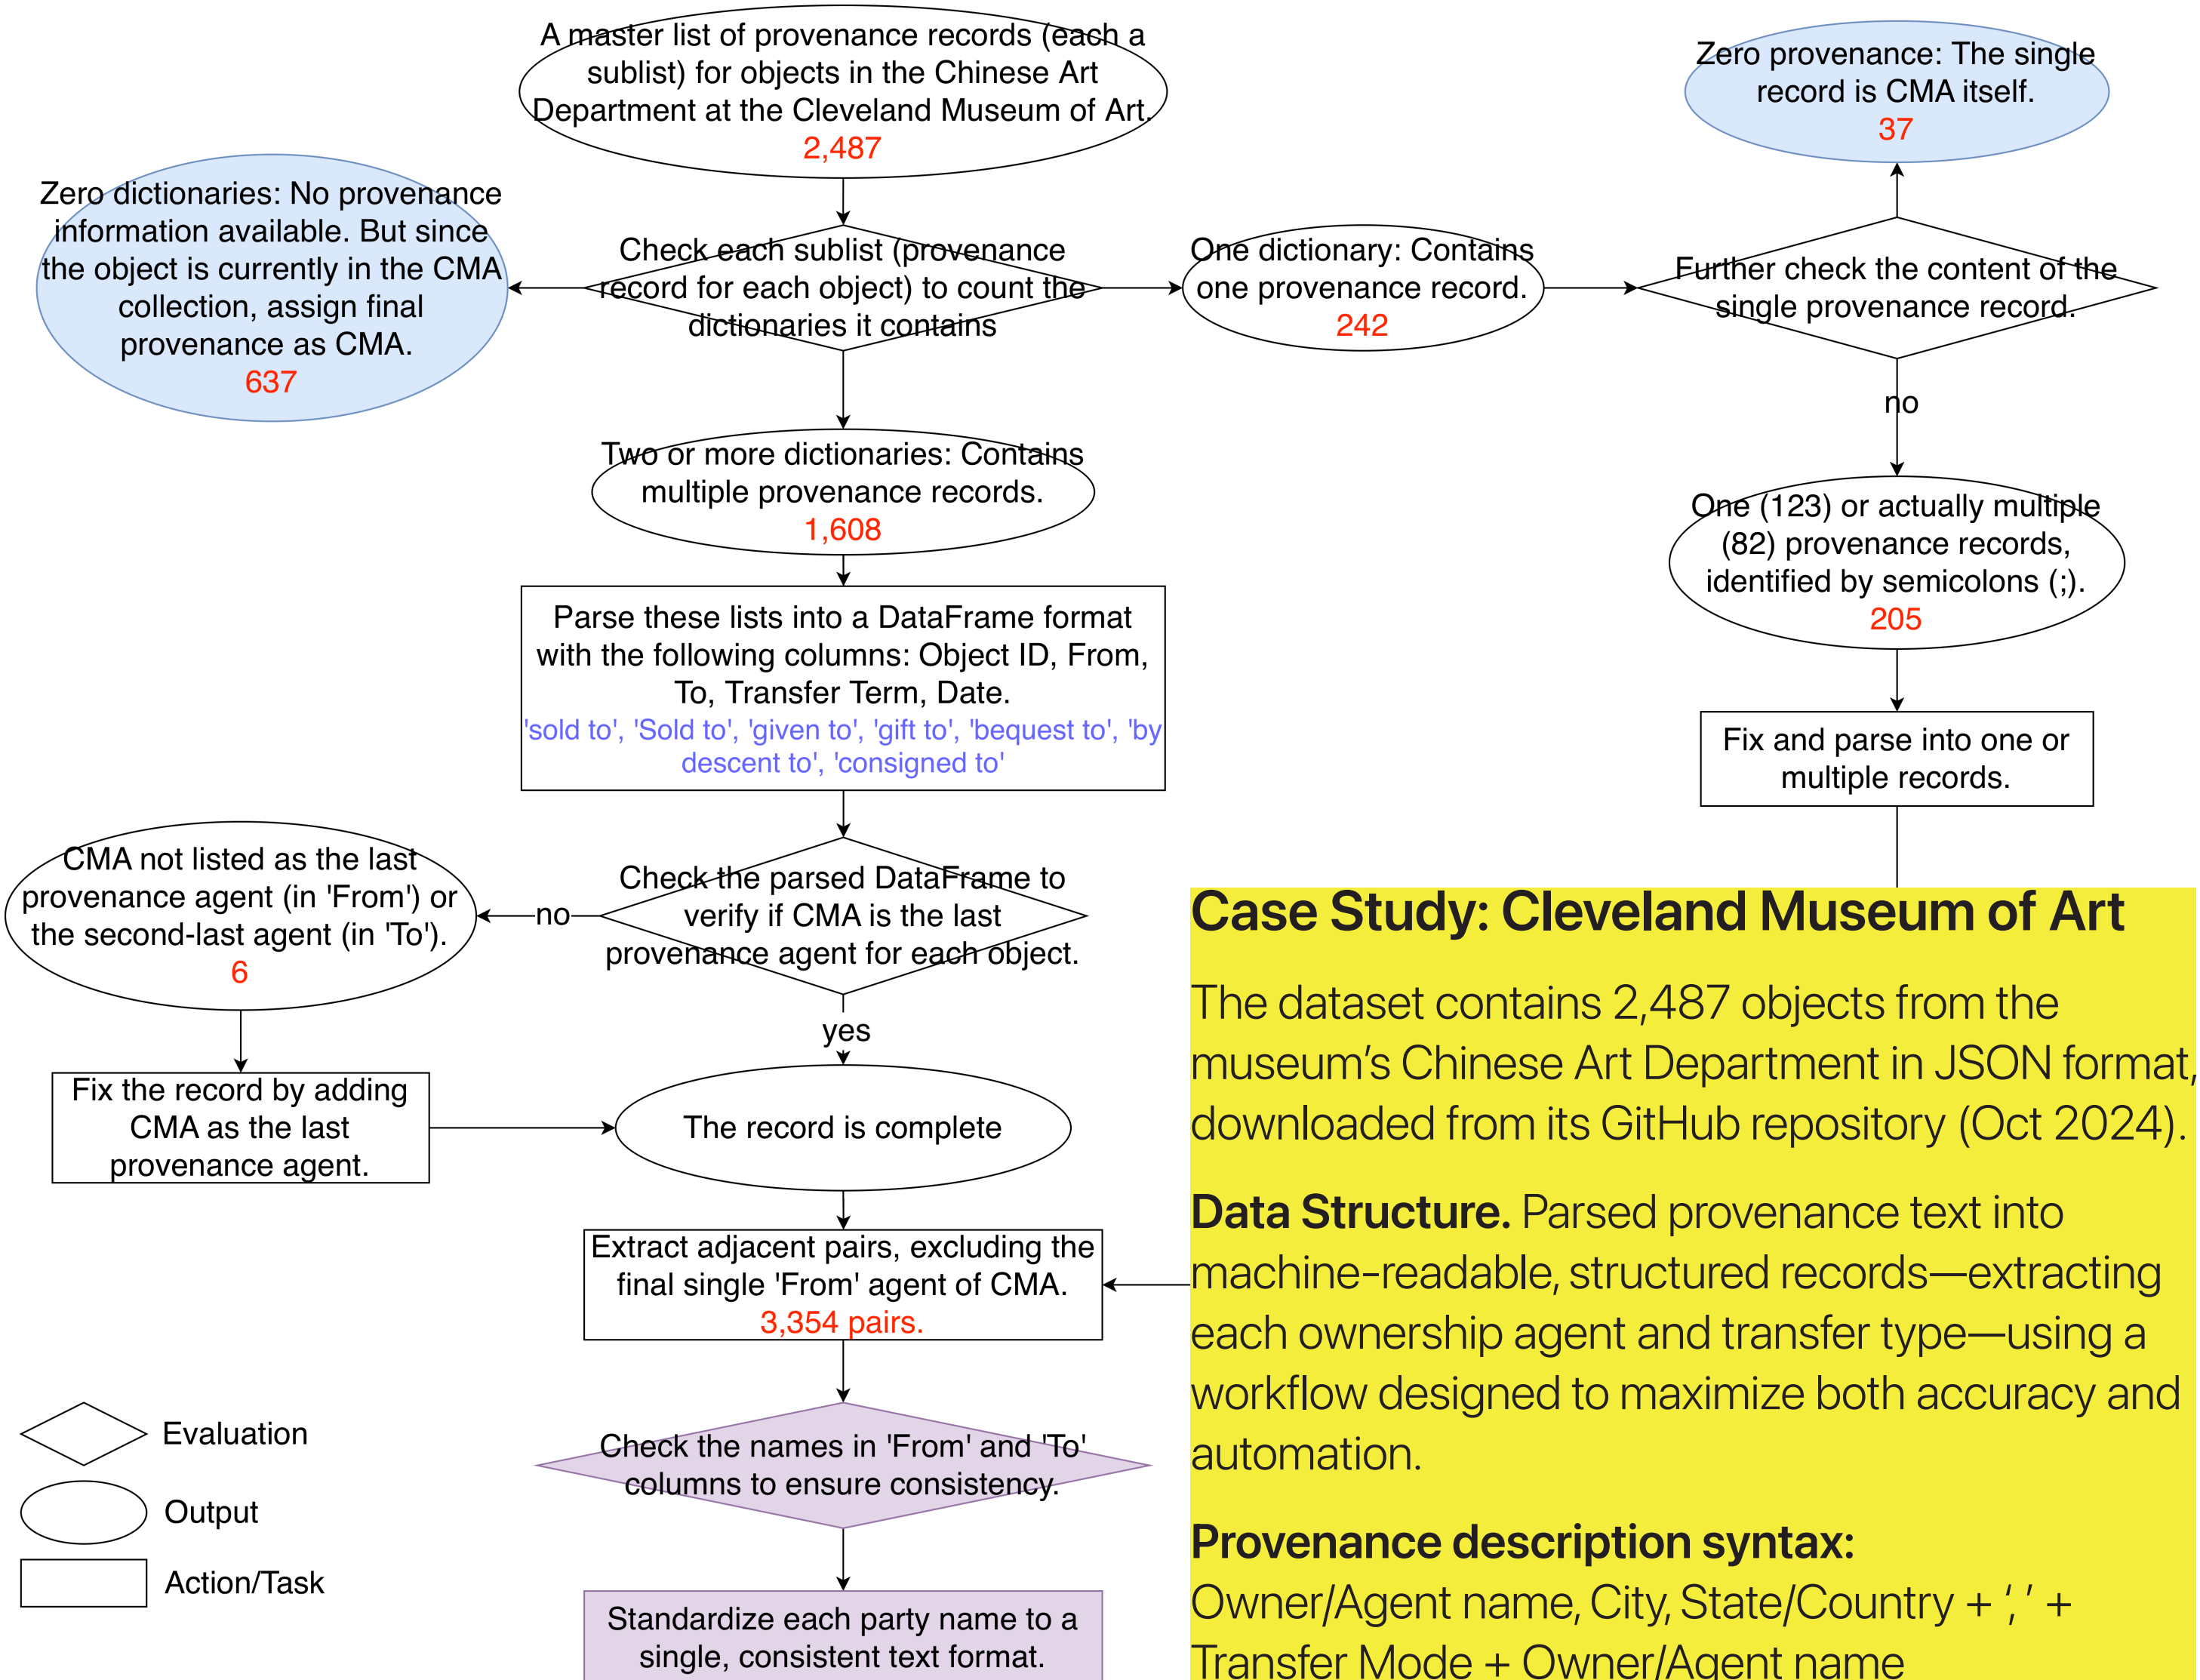 A master list of provenance records (each a
sublist) for objects in the Chinese Art
Department at the Cleveland Museum of Art.
2,487
Zero provenance: The single
record is CMA itself.
37
Zero dictionaries: No provenance
information available. But since
the object is currently in the CMA
collection, assign final
provenance as CMA.
637
Check each sublist (provenance
record for each object) to count the
dictionaries it contains
One dictionary: Contains
one provenance record.
242
Further check the content of the
single provenance record.
no
Two or more dictionaries: Contains
multiple provenance records.
1,608
One (123) or actually multiple
(82) provenance records,
identified by semicolons (;).
205
Parse these lists into a DataFrame format
with the following columns: Object ID, From,
To, Transfer Term, Date.
'sold to', 'Sold to', 'given to', 'gift to', 'bequest to', 'by
descent to', 'consigned to'
Fix and parse into one or
multiple records.
CMA not listed as the last
provenance agent (in 'From') or
the second-last agent (in 'To').
6
no
Check the parsed DataFrame to
verify if CMA is the last
provenance agent for each object.
yes
Fix the record by adding
CMA as the last
provenance agent.
The record is complete
Extract adjacent pairs, excluding the
final single 'From' agent of CMA.
3,354 pairs.
Check the names in 'From' and 'To'
columns to ensure consistency.
Standardize each party name to a
single, consistent text format.
Evaluation
Output
Action/Task
Case Study: Cleveland Museum of Art
The dataset contains 2,487 objects from the
museum’s Chinese Art Department in JSON format,
downloaded from its GitHub repository (Oct 2024).
Data Structure. Parsed provenance text into
machine-readable, structured records—extracting
each ownership agent and transfer type—using a
workflow designed to maximize both accuracy and
automation.
Provenance description syntax:
Owner/Agent name, City, State/Country + ‘,’ +
Transfer Mode + Owner/Agent name